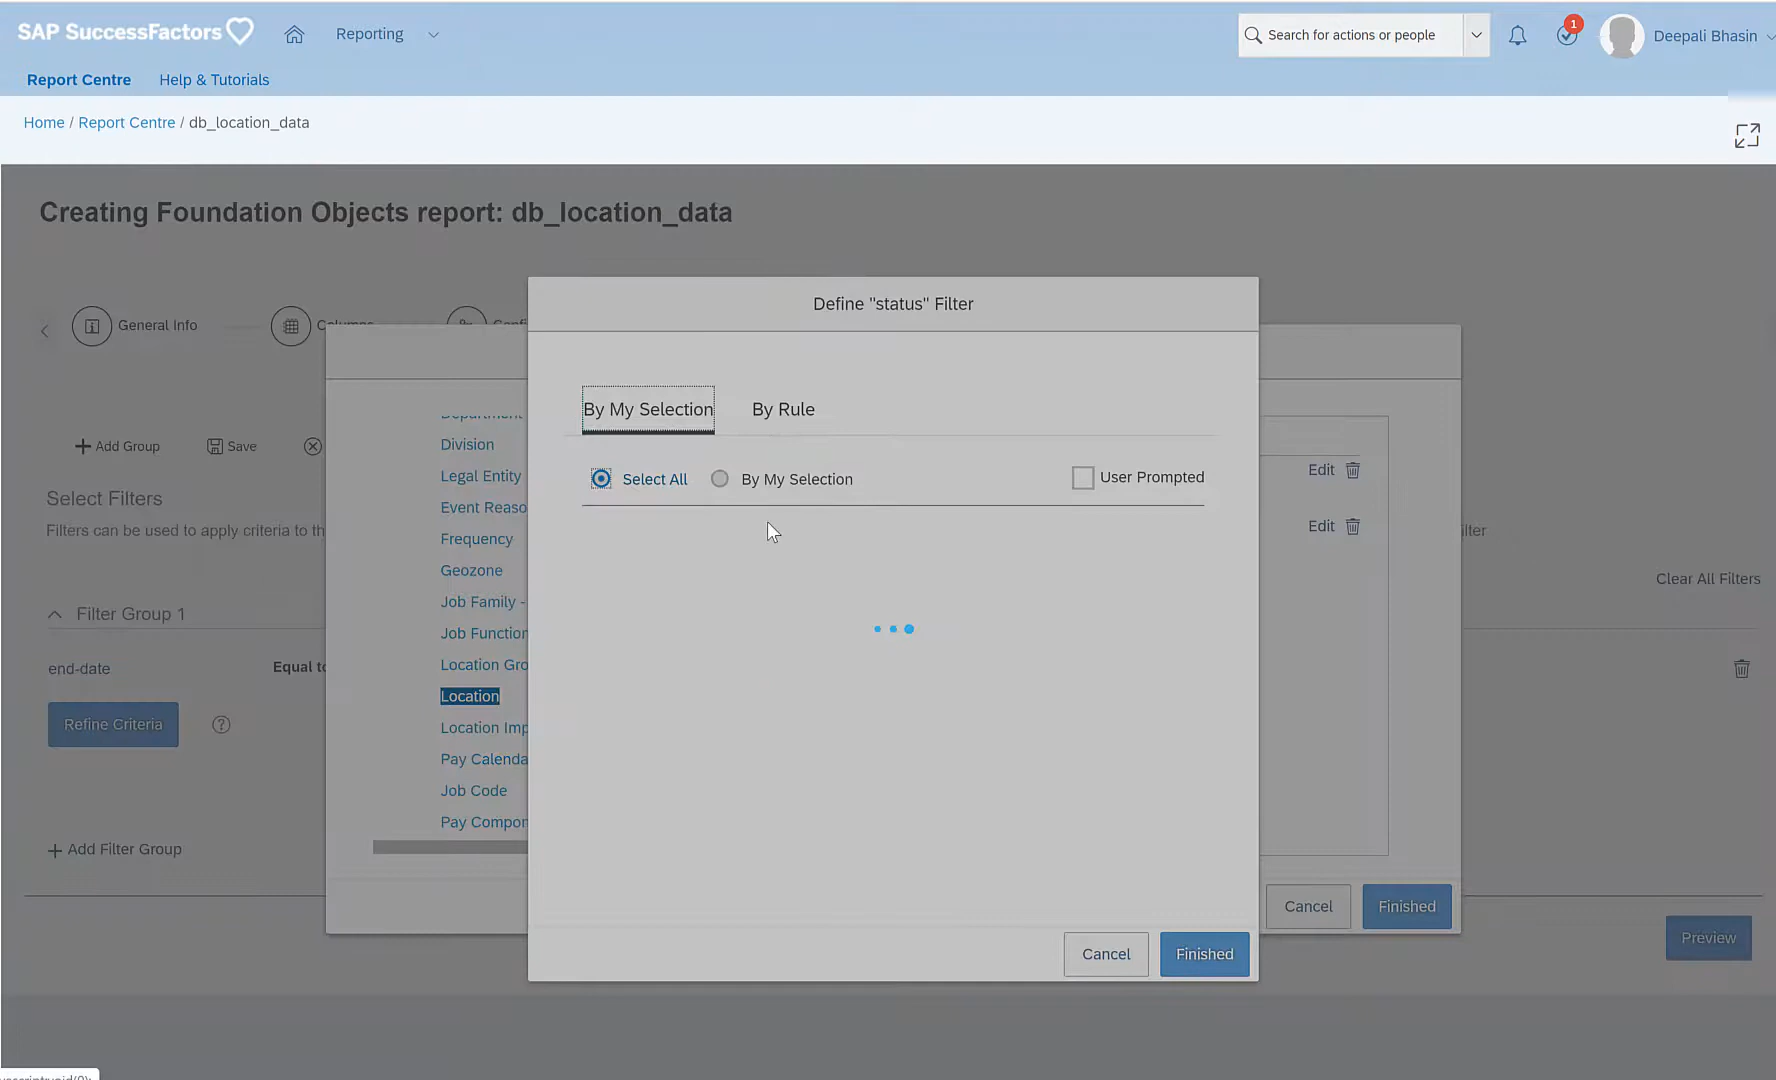 SAP SuccessFactors
Reporting
Search for actions or people
1
Deepali Bhasin
Report Centre
Help & Tutorials
Home / Report Centre / db_location_data
Creating Foundation Objects report: db_location_data
Define "status" Filter
General Info
By My Selection
By Rule
Add Group
Save
Division
Edit
Select All
By My Selection
User Prompted
Legal Entity
Select Filters
Event Reaso
Filters can be used to apply criteria to th
Edit
Frequency
Geozone
Clear All Filters
Job Family -
Filter Group 1
Job Function
end-date
Equal to
Location Gro
Location
Refine Criteria
?
Location Imp
Pay Calenda
Job Code
Pay Compon
Add Filter Group
Cancel
Finished
Preview
Cancel
Finished